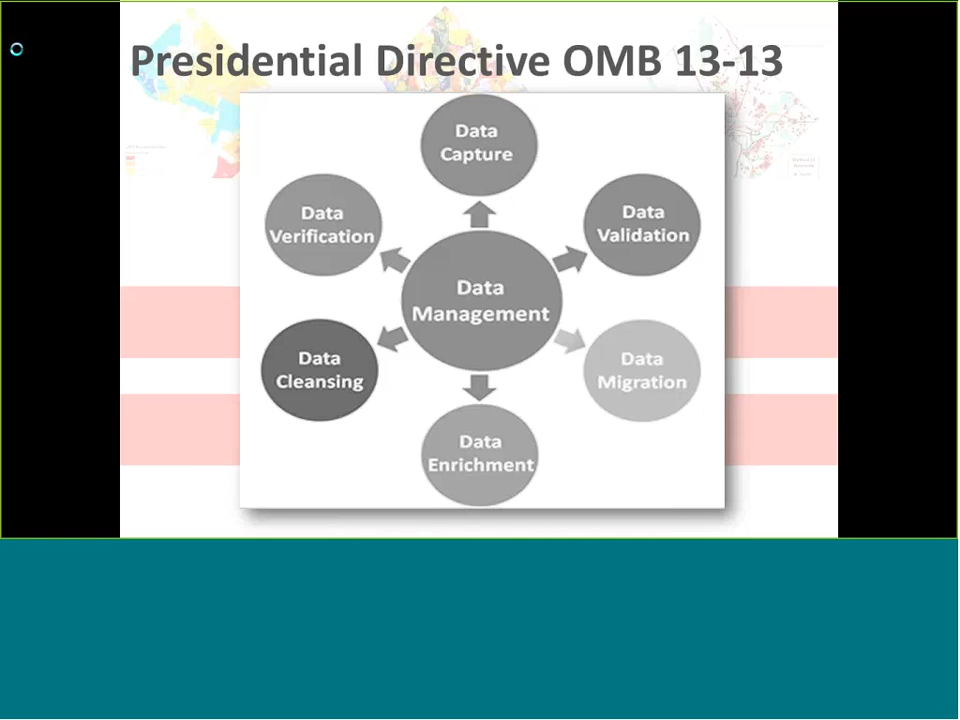 Presidential Directive OMB 13-13
Data
Capture
Data
Verification
Data
Validation
Data
Management
Data
Cleansing
Data
Migration
Data
Enrichment